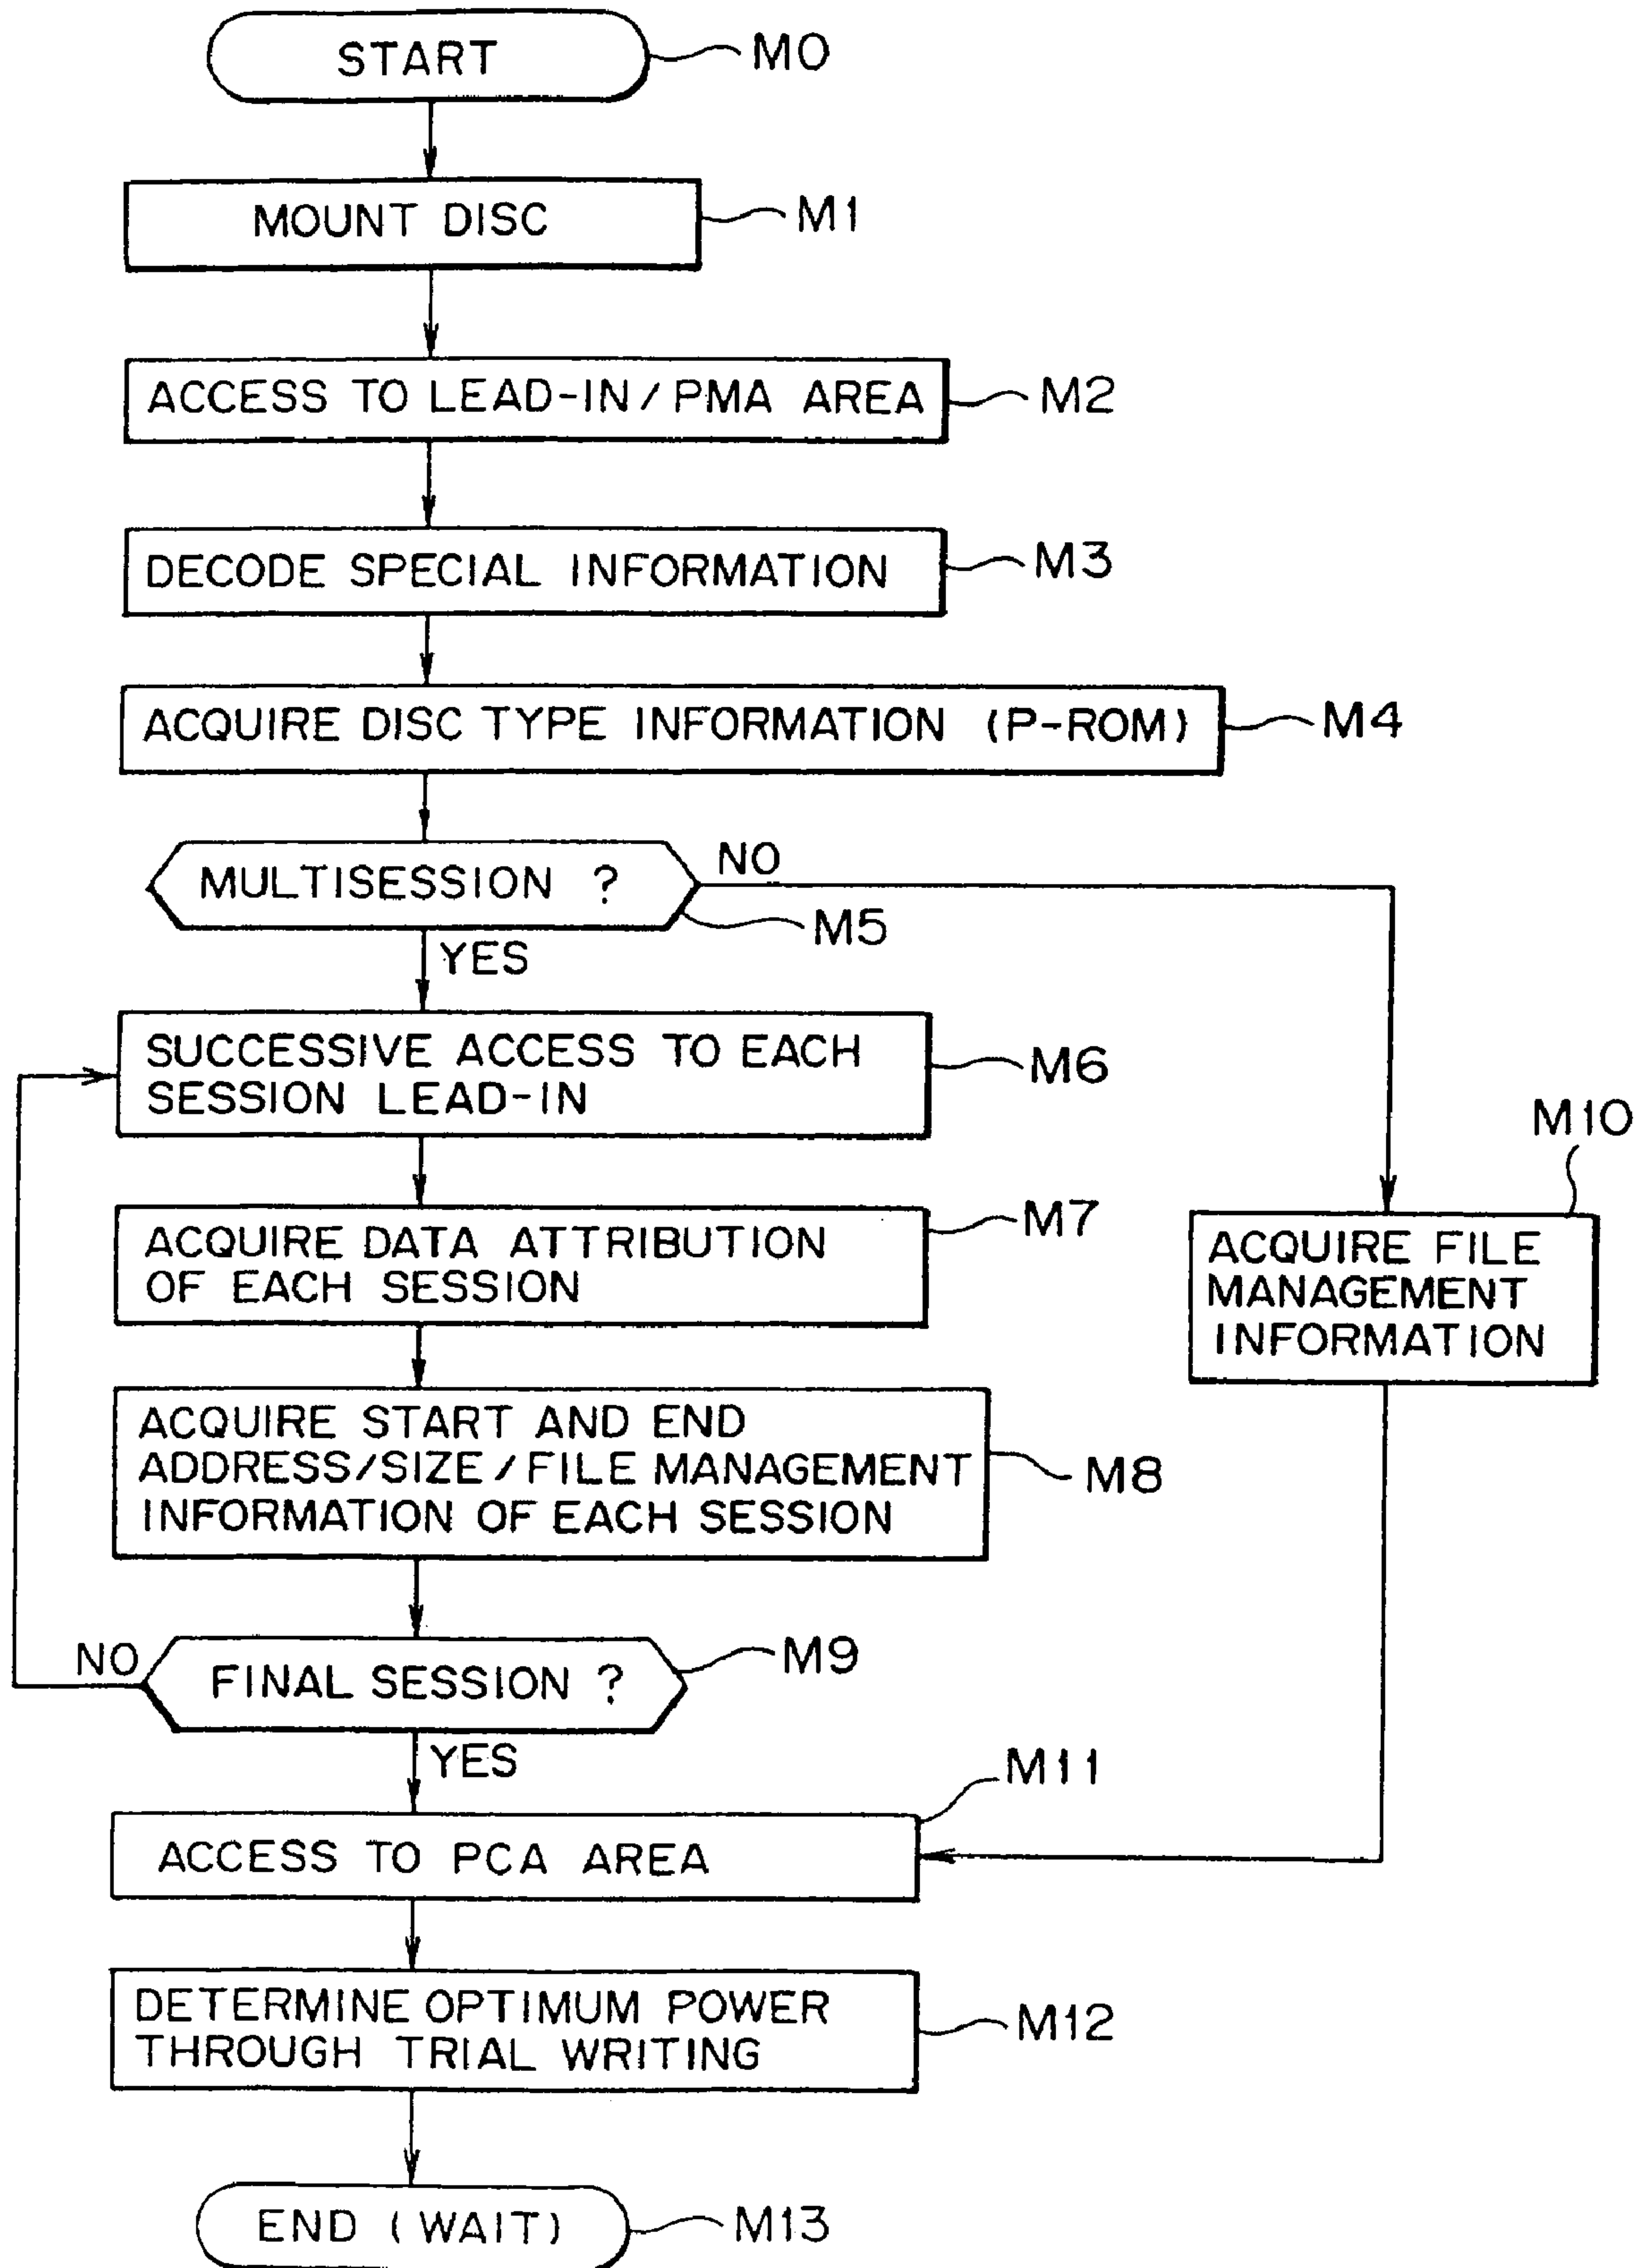 START
M0
MOUNT DISC
M1
ACCESS TO LEAD-IN/PMA AREA
M2
DECODE SPECIAL INFORMATION
M3
ACQUIRE DISC TYPE INFORMATION (P-ROM)
M4
MULTISESSION ?
NO
M5
YES
SUCCESSIVE ACCESS TO EACH
SESSION LEAD-IN
M6
M10
ACQUIRE DATA ATTRIBUTION
OF EACH SESSION
M7
ACQUIRE FILE
MANAGEMENT
INFORMATION
ACQUIRE START AND END
ADDRESS/SIZE/FILE MANAGEMENT
INFORMATION OF EACH SESSION
M8
NO
FINAL SESSION ?
M9
YES
M11
ACCESS TO PCA AREA
DETERMINE OPTIMUM POWER
THROUGH TRIAL WRITING
M12
END (WAIT)
M13